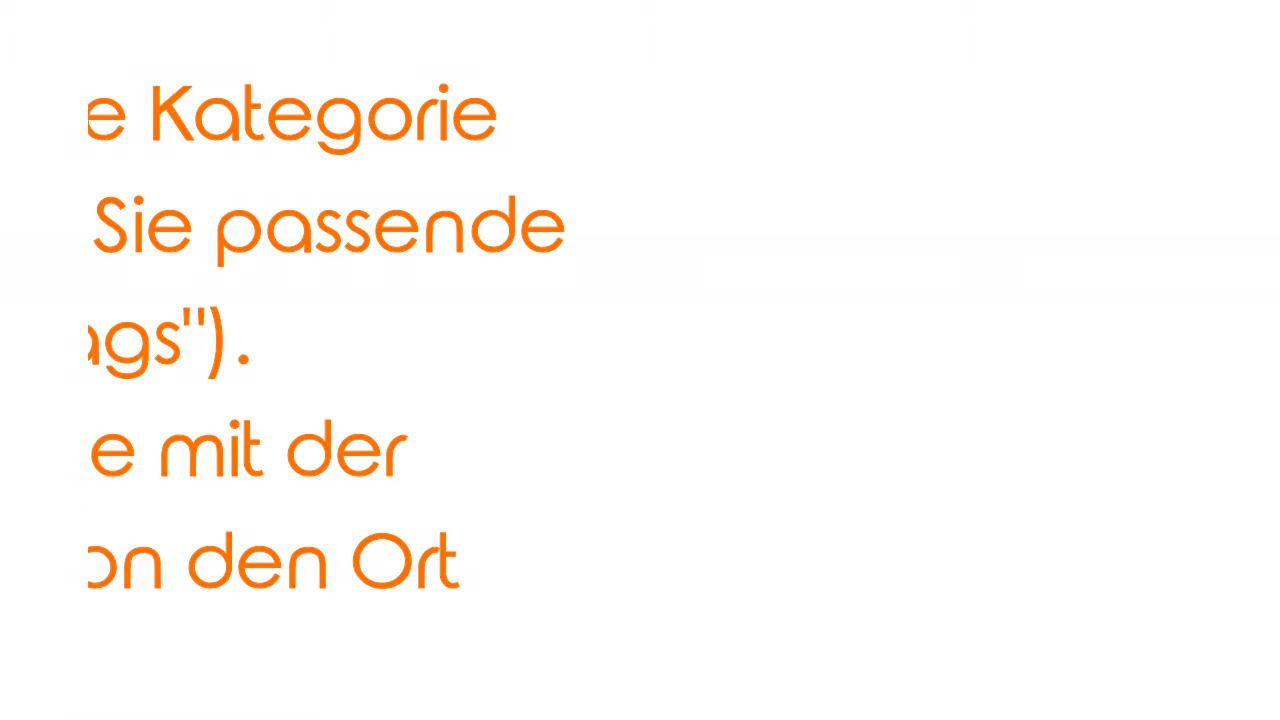 e Kategorie
Sie passende
ags").
e mit der
on den Ort